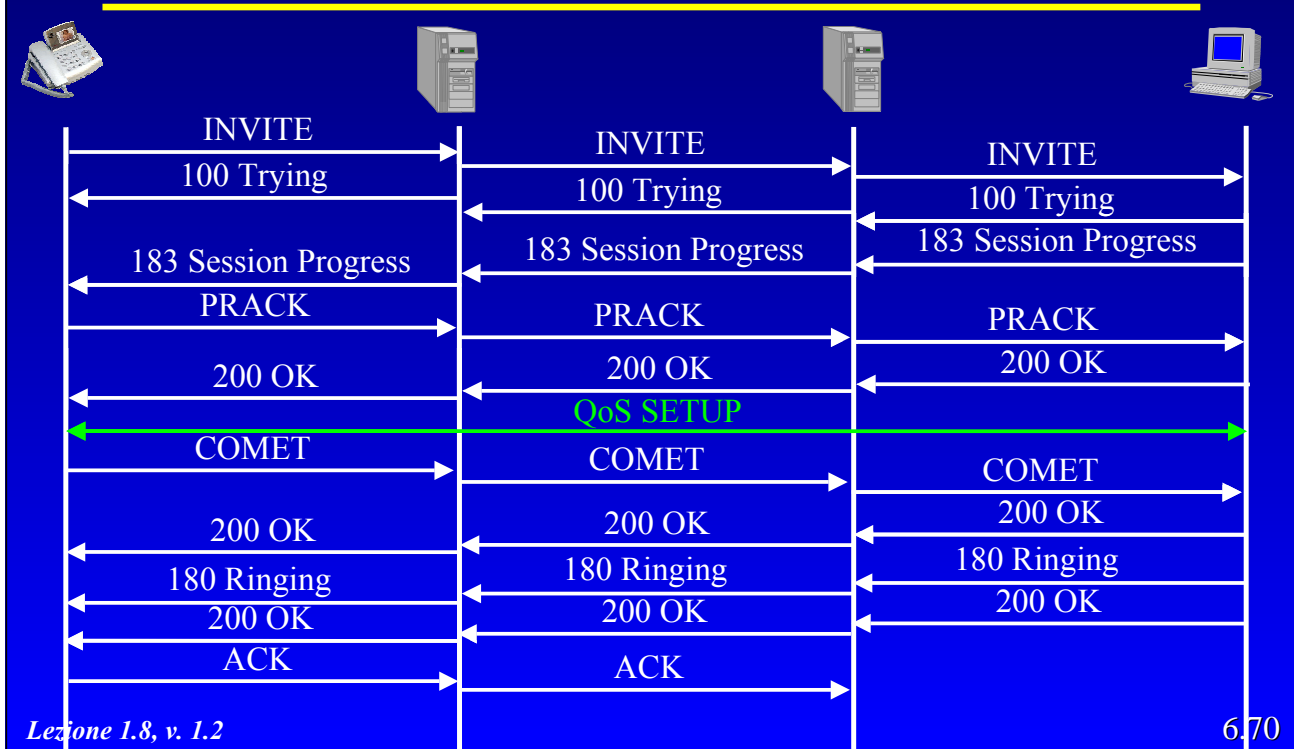 INVITE
INVITE
INVITE
100 Trying
100 Trying
100 Trying
183 Session Progress
183 Session Progress
183 Session Progress
PRACK
PRACK
PRACK
200 OK
200 OK
200 OK
QoS SETUP
COMET
COMET
COMET
200 OK
200 OK
200 OK
180 Ringing
180 Ringing
180 Ringing
200 OK
200 OK
200 OK
ACK
ACK
Lezione 1.8, v. 1.2
6.70